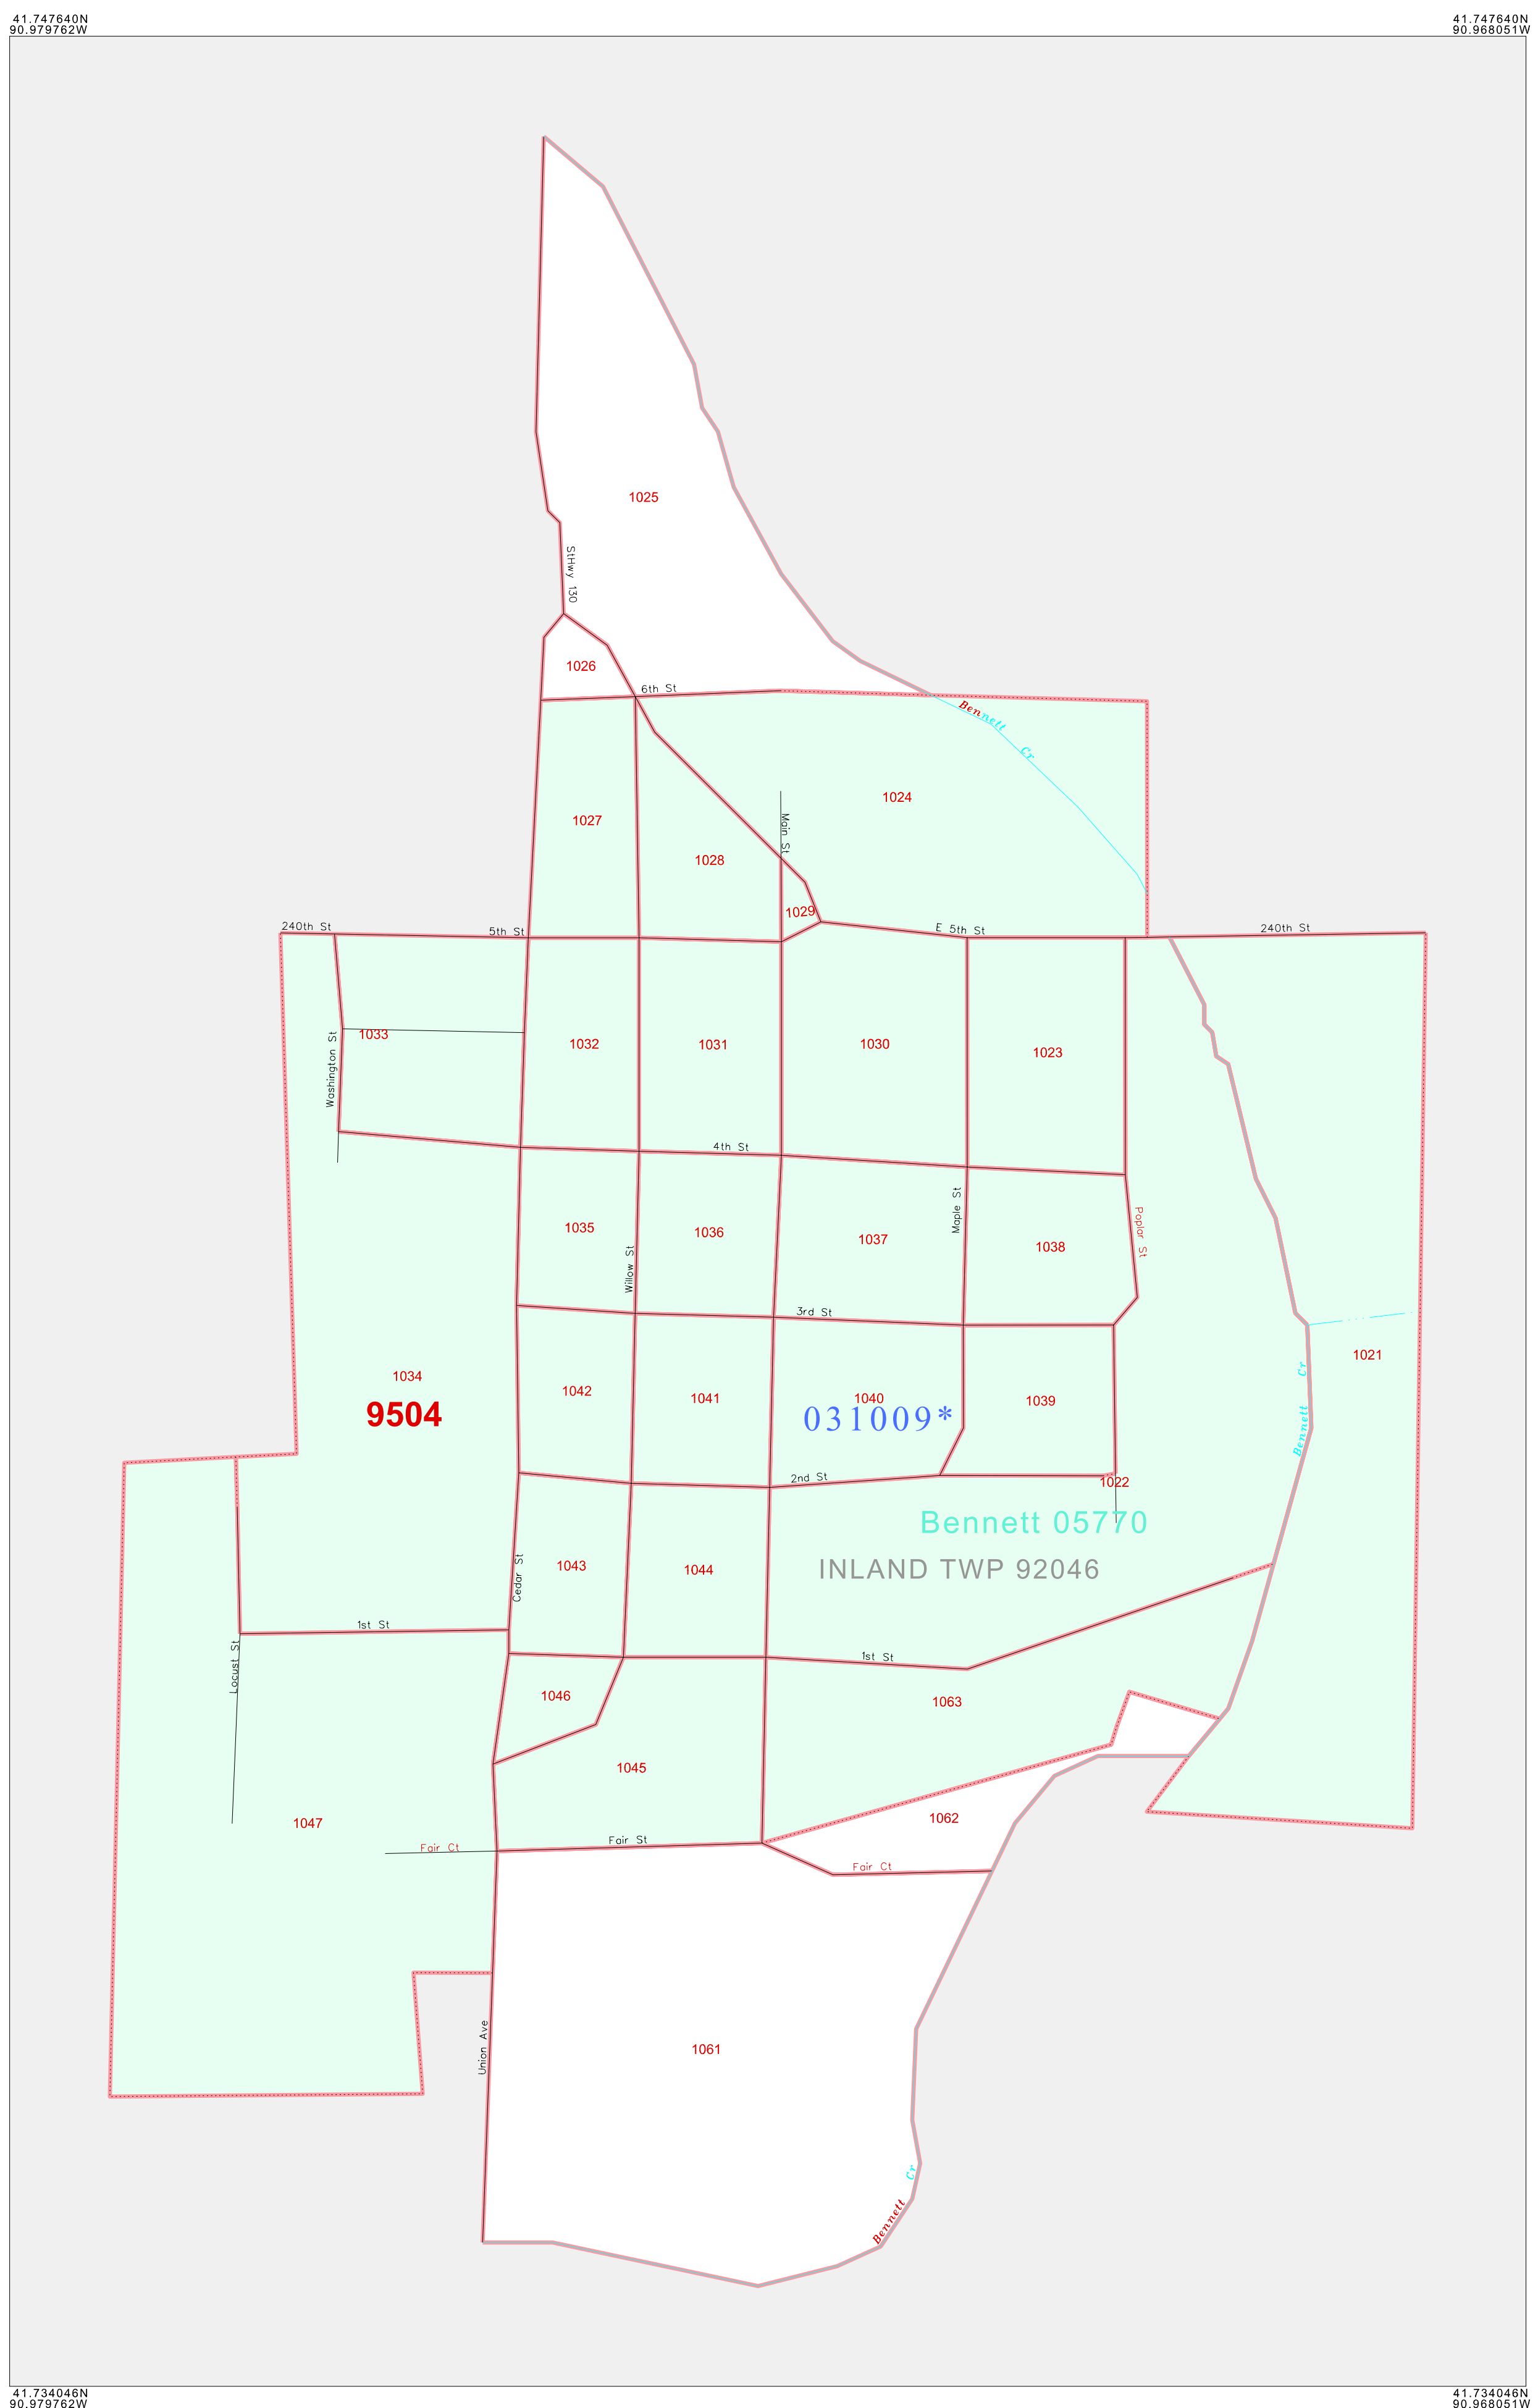 41.747640N
90.979762W
41.747640N
90.968051W
1025
StHwy 130
1026
6th St
Bennett Cr
1024
1027
Main St
1028
1029
240th St
5th St
E 5th St
240th St
1033
Washington St
1032
1031
1030
1023
4th St
Maple St
Poplar St
1035
1036
1037
1038
Willow St
3rd St
1021
Bennett Cr
1034
9504
1042
1041
1040
031009*
1039
2nd St
1022
Bennett 05770
INLAND TWP 92046
1043
1044
Cedar St
1st St
Locust St
1st St
1046
1063
1045
1062
1047
Fair Ct
Fair St
Fair Ct
Union Ave
1061
Bennett Cr
41.734046N
90.979762W
41.734046N
90.968051W